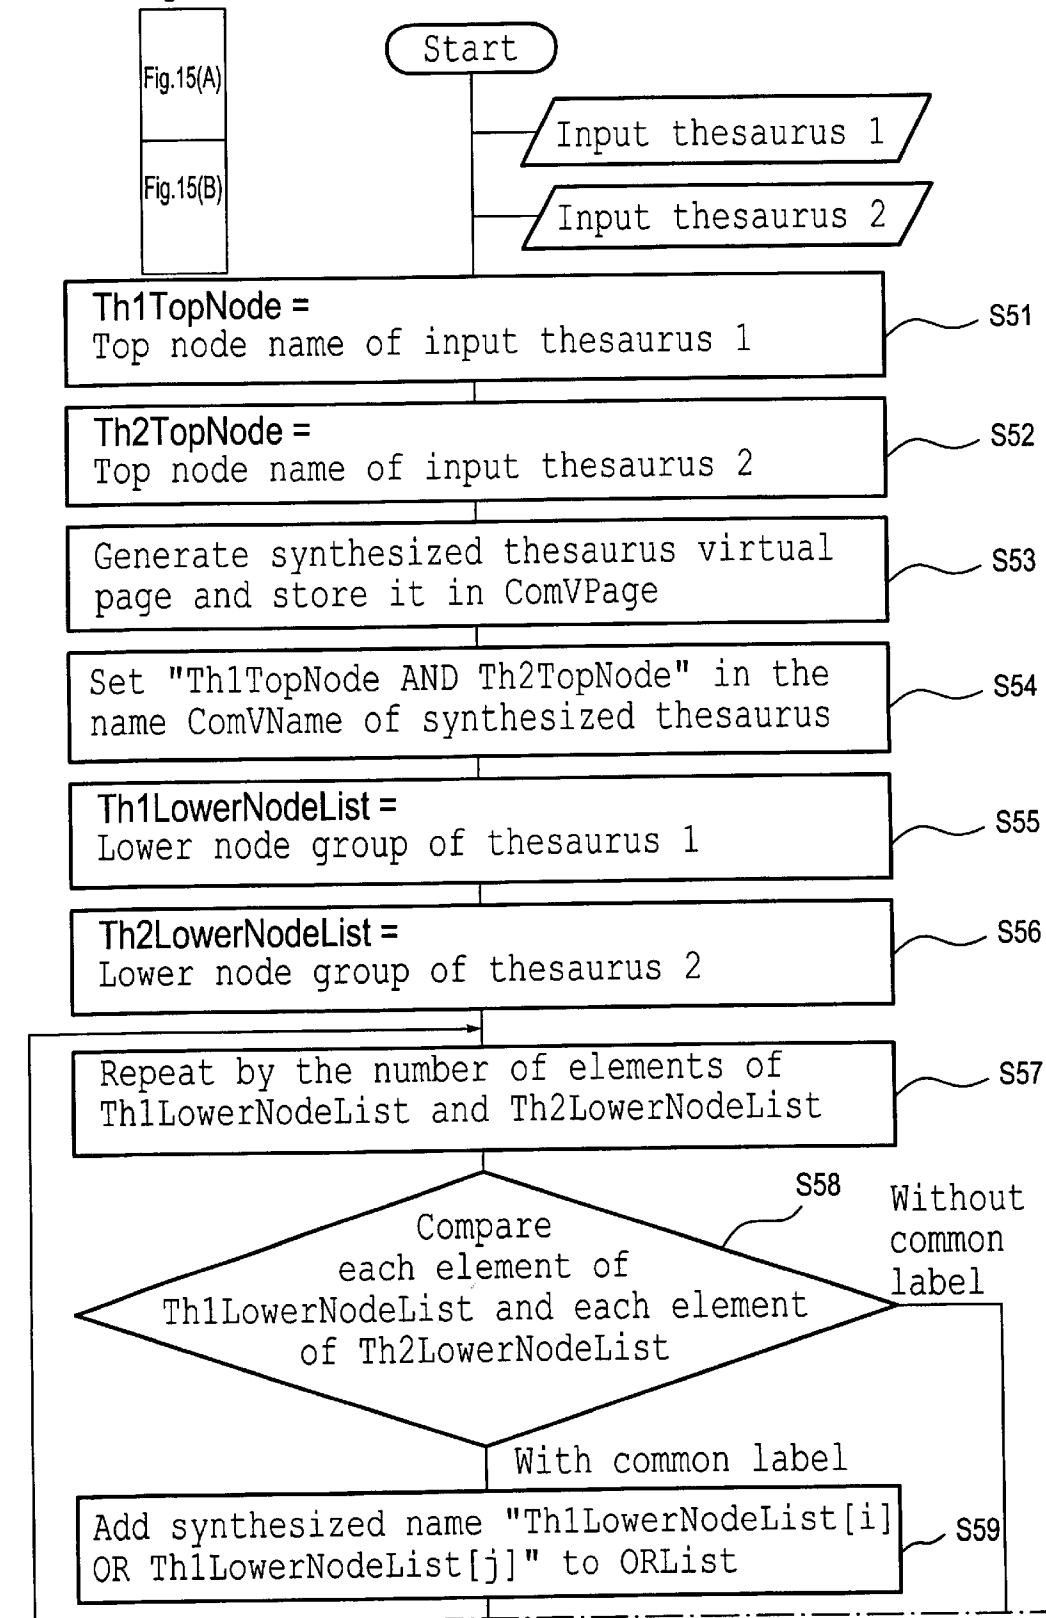 Fig.15(A)
Fig.15(B)
Start
Input thesaurus 1
Input thesaurus 2
Th1TopNode =
Top node name of input thesaurus 1
S51
Th2TopNode =
Top node name of input thesaurus 2
S52
Generate synthesized thesaurus virtual
page and store it in ComVPage
S53
Set "Th1TopNode AND Th2TopNode" in the
name ComVName of synthesized thesaurus
S54
Th1LowerNodeList =
Lower node group of thesaurus 1
S55
Th2LowerNodeList =
Lower node group of thesaurus 2
S56
Repeat by the number of elements of
Th1LowerNodeList and Th2LowerNodeList
S57
S58
Compare
each element of
Th1LowerNodeList and each element
of Th2LowerNodeList
Without
common
label
With common label
Add synthesized name "Th1LowerNodeList[i]
OR Th1LowerNodeList[j]" to ORList
S59